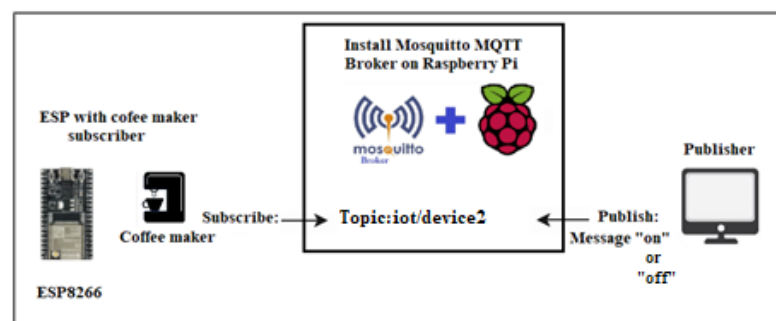 Install Mosquitto MQTT
Broker on Raspberry Pi
mosquitto
Broker
ESP with cofee maker
subscriber
Coffee maker
ESP8266
Subscribe:
Topic:iot/device2
Publisher
Publish:
Message "on"
or
"off"